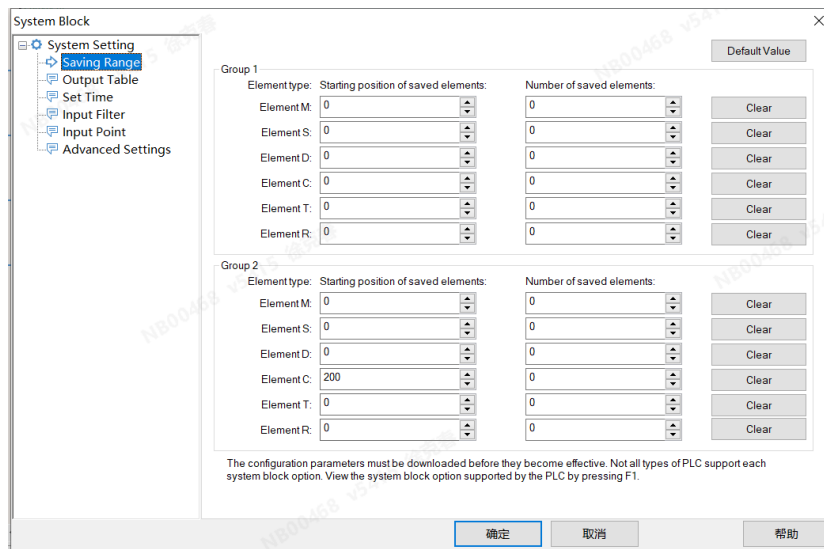 System Block
System Setting
Saving Range
Output Table
Set Time
Input Filter
Input Point
Advanced Settings
Default Value
Group 1
Element type: Starting position of saved elements: Number of saved elements:
Element M: 0 0 Clear
Element S: 0 0 Clear
Element D: 0 0 Clear
Element C: 0 0 Clear
Element T: 0 0 Clear
Element R: 0 0 Clear
Group 2
Element type: Starting position of saved elements: Number of saved elements:
Element M: 0 0 Clear
Element S: 0 0 Clear
Element D: 0 0 Clear
Element C: 200 0 Clear
Element T: 0 0 Clear
Element R: 0 0 Clear
The configuration parameters must be downloaded before they become effective. Not all types of PLC support each
system block option. View the system block option supported by the PLC by pressing F1.
确定 取消 帮助